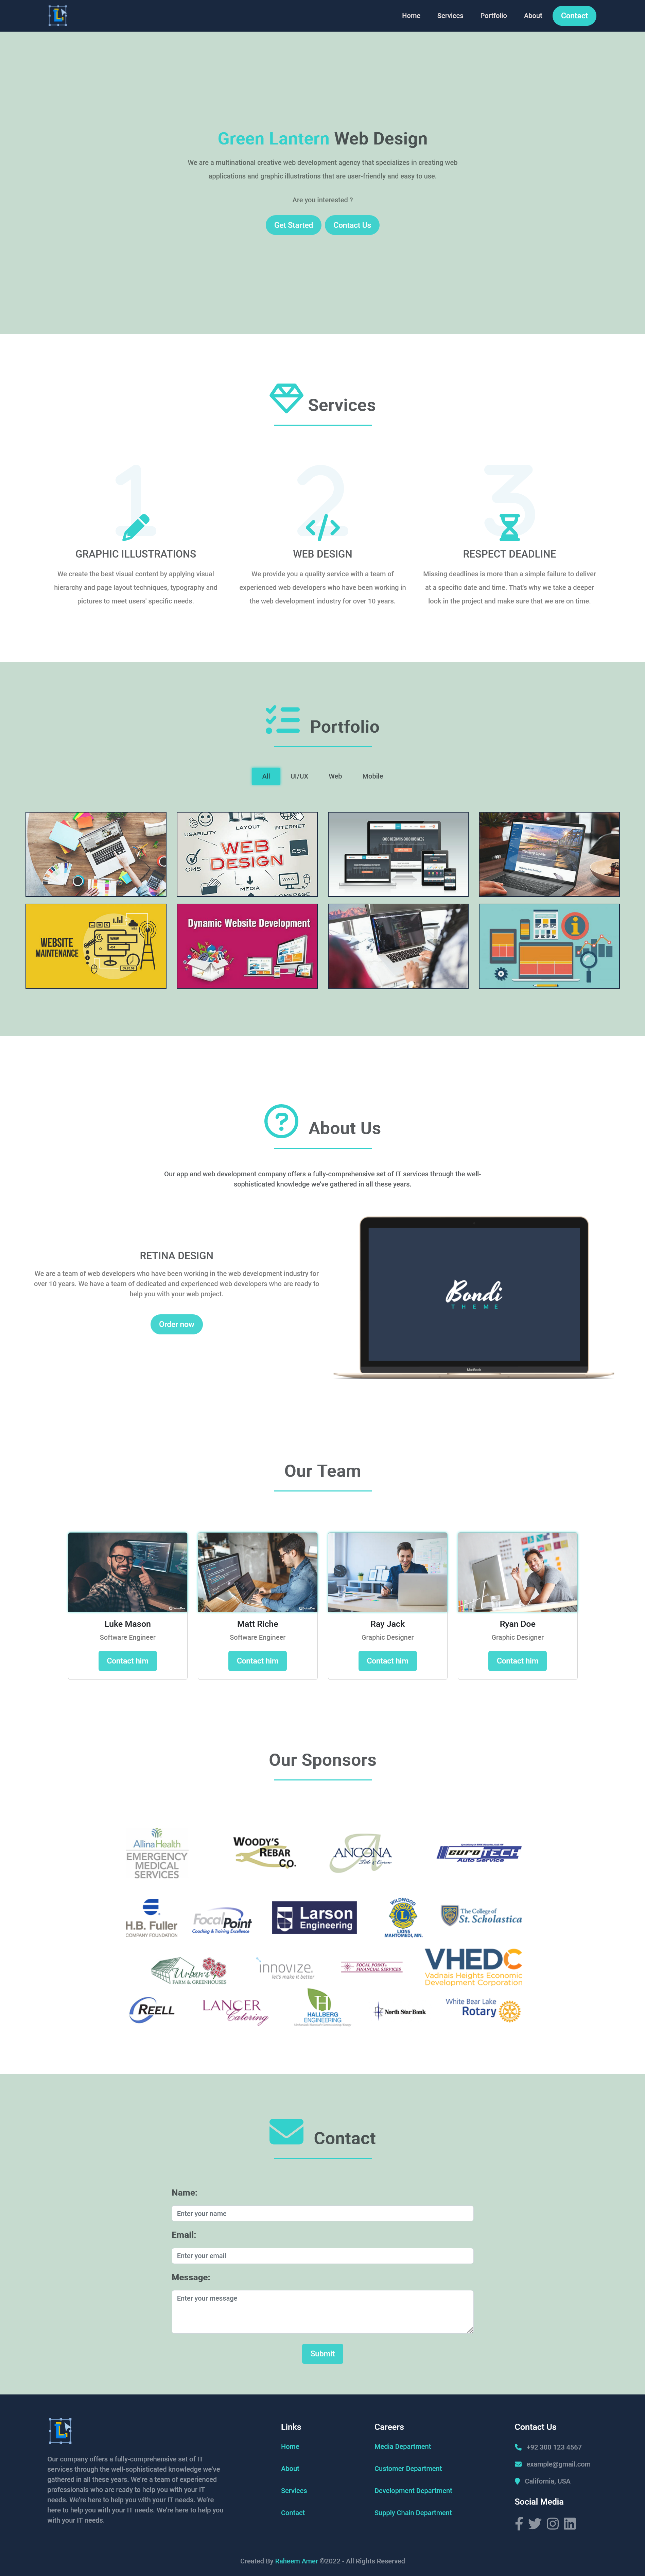 Home Services Portfolio About Contact
Green Lantern Web Design
We are a multinational creative web development agency that specializes in creating web
applications and graphic illustrations that are user-friendly and easy to use.
Are you interested ?
Get Started Contact Us
Services
1 2 3
GRAPHIC ILLUSTRATIONS
We create the best visual content by applying visual
hierarchy and page layout techniques, typography and
pictures to meet users' specific needs.
WEB DESIGN
We provide you a quality service with a team of
experienced web developers who have been working in
the web development industry for over 10 years.
RESPECT DEADLINE
Missing deadlines is more than a simple failure to deliver
at a specific date and time. That's why we take a deeper
look in the project and make sure that we are on time.
Portfolio
All UI/UX Web Mobile
USABILITY
LAYOUT
INTERNET
WEB
DESIGN
CSS
CMS
MEDIA
HOMEPAGE
WEBSITE
MAINTENANCE
Dynamic Website Development
About Us
Our app and web development company offers a fully-comprehensive set of IT services through the well-
sophisticated knowledge we've gathered in all these years.
RETINA DESIGN
We are a team of web developers who have been working in the web development industry for
over 10 years. We have a team of dedicated and experienced web developers who are ready to
help you with your web project.
Order now
Bondi
THEME
MacBook
Our Team
Luke Mason
Software Engineer
Contact him
Matt Riche
Software Engineer
Contact him
Ray Jack
Graphic Designer
Contact him
Ryan Doe
Graphic Designer
Contact him
Our Sponsors
AllinaHealth
EMERGENCY
MEDICAL
SERVICES
WOODY'S
REBAR
CO.
ANCONA
euroTECH
Auto Service
H.B. Fuller
COMPANY FOUNDATION
FocalPoint
Coaching & Training Excellence
Larson
Engineering
WILDWOOD
LIONS
MAHTOMEDI, MN.
The College of
St. Scholastica
Urban's
FARM & GREENHOUSES
innovize.
let's make it better
FOCAL POINT
FINANCIAL SERVICES
VHEDC
Vadnais Heights Economic
Development Corporation
REELL
LANCER
Catering
HALLBERG
ENGINEERING
North Star Bank
White Bear Lake
Rotary
Contact
Name:
Enter your name
Email:
Enter your email
Message:
Enter your message
Submit
Our company offers a fully-comprehensive set of IT
services through the well-sophisticated knowledge we've
gathered in all these years. We're a team of experienced
professionals who are ready to help you with your IT
needs. We're here to help you with your IT needs. We're
here to help you with your IT needs. We're here to help you
with your IT needs.
Links
Home
About
Services
Contact
Careers
Media Department
Customer Department
Development Department
Supply Chain Department
Contact Us
+92 300 123 4567
example@gmail.com
California, USA
Social Media
Created By Raheem Amer ©2022 - All Rights Reserved